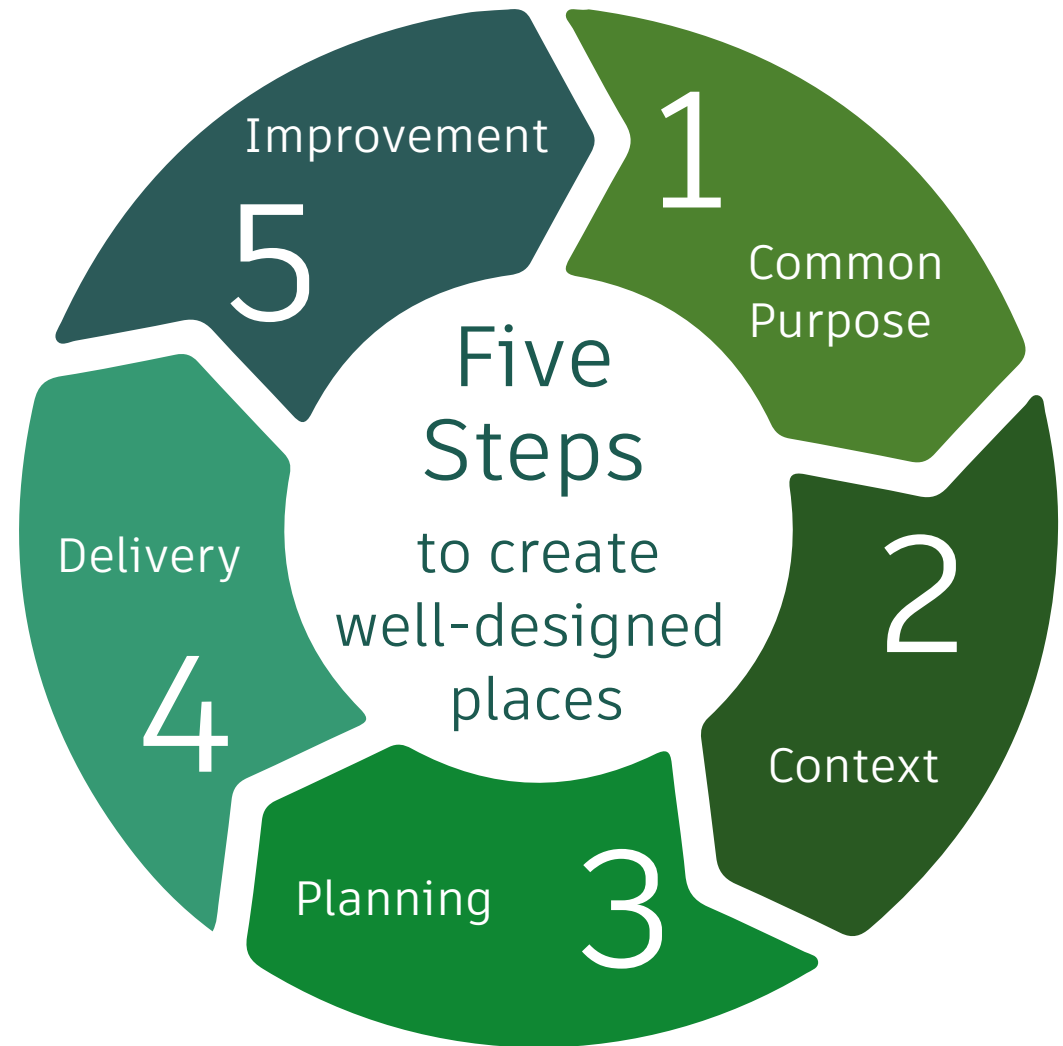 Five
Steps
to create
well-designed
places
1
Common
Purpose
2
Context
3
Planning
4
Delivery
5
Improvement